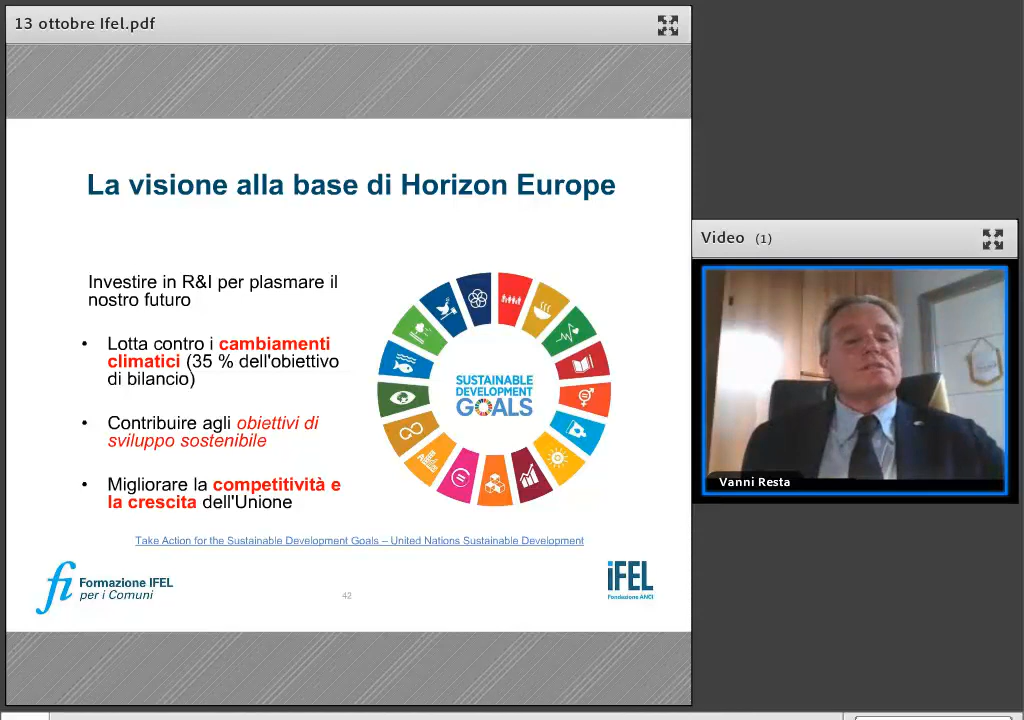 13 ottobre Ifel.pdf
La visione alla base di Horizon Europe
Investire in R&I per plasmare il
nostro futuro
• Lotta contro i cambiamenti
climatici (35 % dell'obiettivo
di bilancio)
• Contribuire agli obiettivi di
sviluppo sostenibile
• Migliorare la competitività e
la crescita dell'Unione
SUSTAINABLE
DEVELOPMENT
GOALS
Take Action for the Sustainable Development Goals – United Nations Sustainable Development
fi Formazione IFEL
per i Comuni
42
iFEL
Fondazione ANCI
Video (1)
Vanni Resta